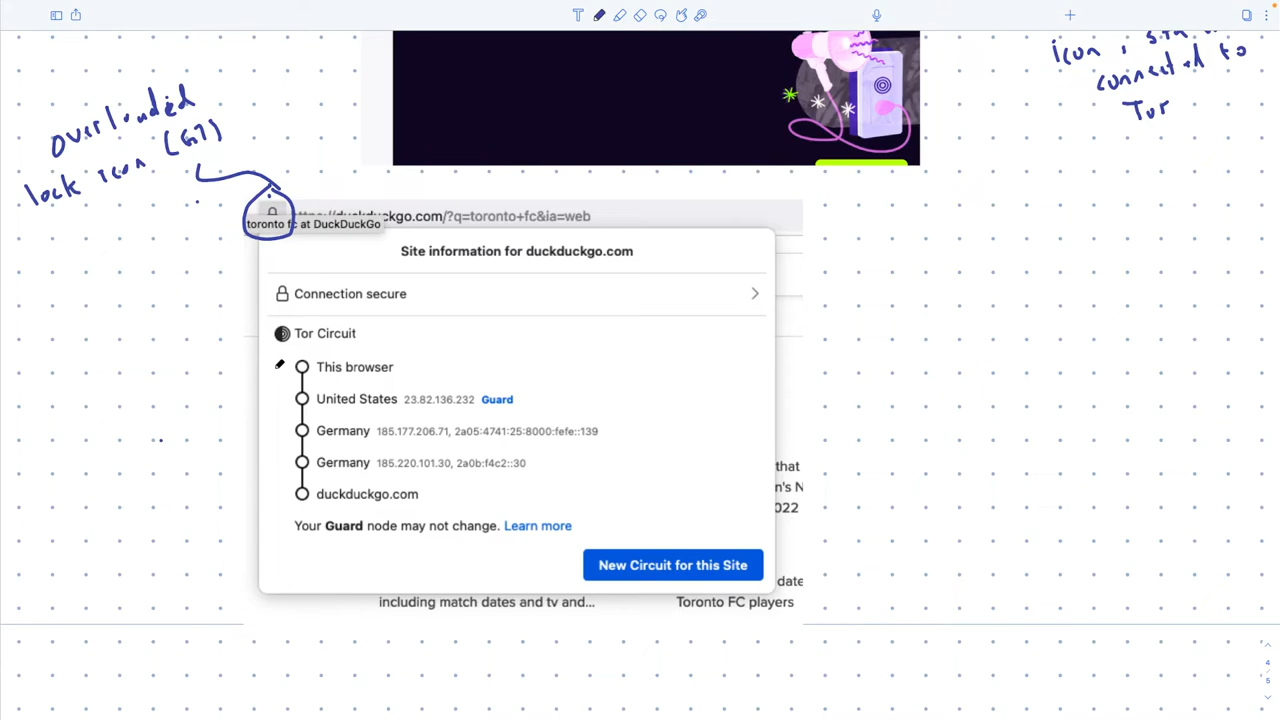 icon,
connected to
Tor
overloaded
lock icon (G7)
duckduckgo.com/?q=toronto+fc&ia=web
toronto fc at DuckDuckGo
Site information for duckduckgo.com
Connection secure
Tor Circuit
This browser
United States 23.82.136.232 Guard
Germany 185.177.206.71, 2a05:4741:25:8000:fefe::139
Germany 185.220.101.30, 2a0b:f4c2::30
duckduckgo.com
that
n's N
2022
Your Guard node may not change. Learn more
New Circuit for this Site
date
including match dates and tv and...
Toronto FC players
4
5